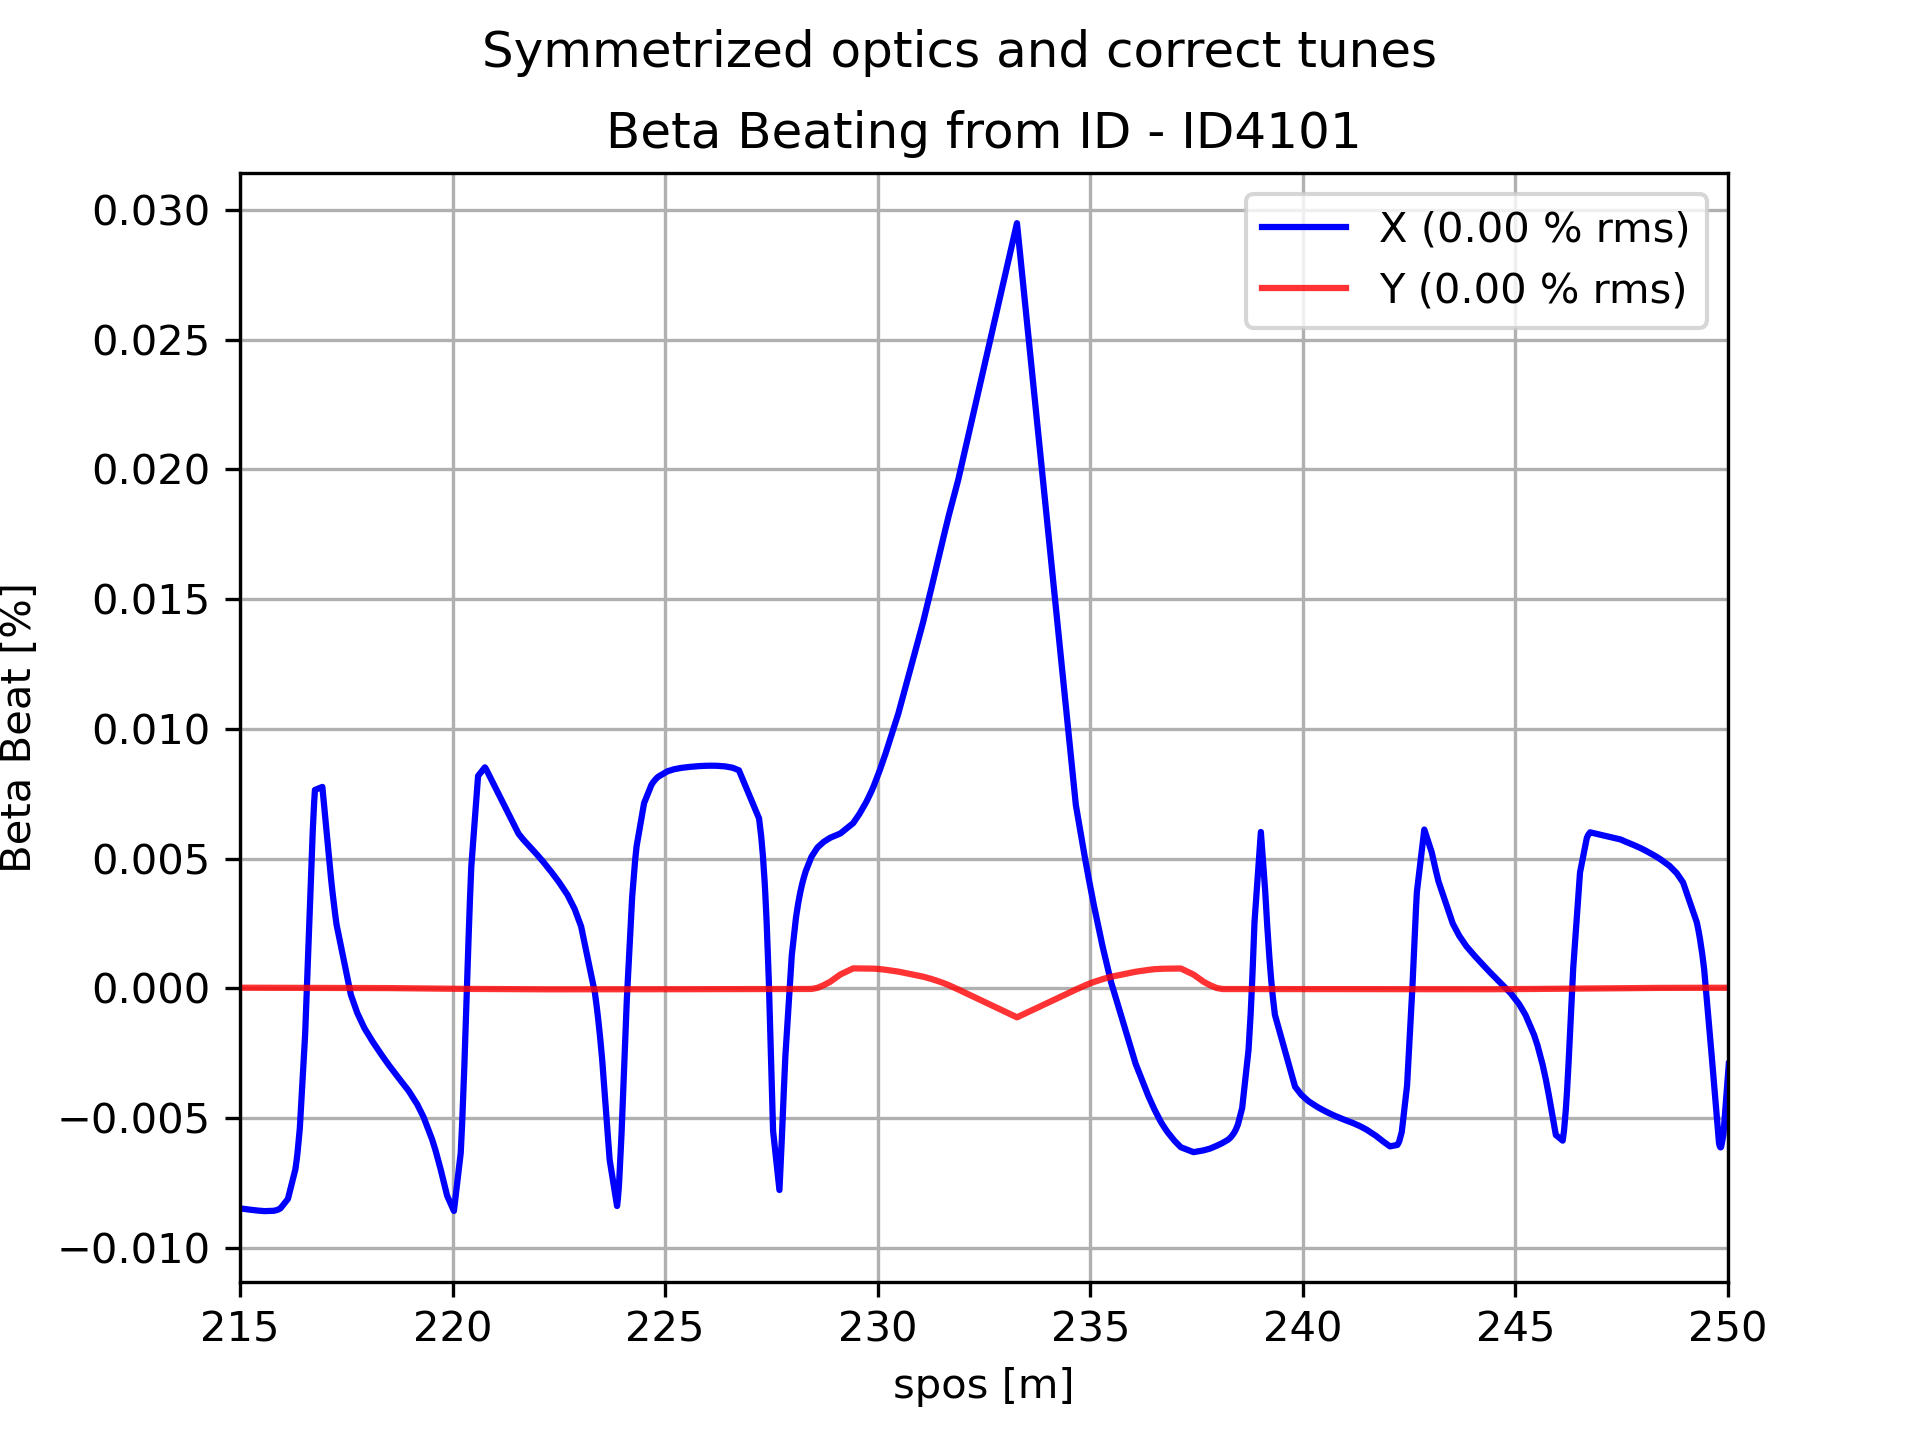 Symmetrized optics and correct tunes
Beta Beating from ID - ID4101
X (0.00 % rms)
Y (0.00 % rms)
Beta Beat [%]
0.030
0.025
0.020
0.015
0.010
0.005
0.000
−0.005
−0.010
215 220 225 230 235 240 245 250
spos [m]